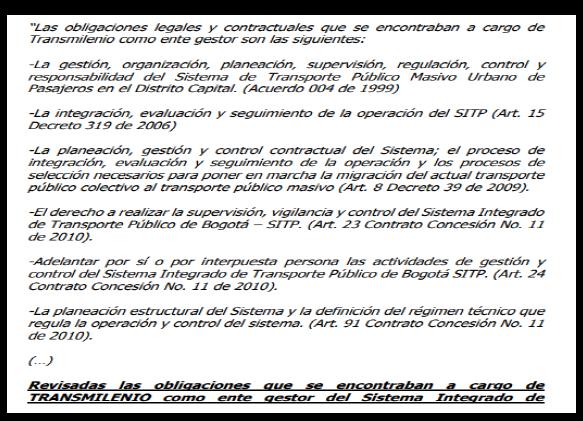 "Las obligaciones legales y contractuales que se encontraban a cargo de
Transmilenio como ente gestor son las siguientes:
-La gestión, organización, planeación, supervisión, regulación, control y
responsabilidad del Sistema de Transporte Público Masivo Urbano de
Pasajeros en el Distrito Capital. (Acuerdo 004 de 1999)
-La integración, evaluación y seguimiento de la operación del SITP (Art. 15
Decreto 319 de 2006)
-La planeación, gestión y control contractual del Sistema; el proceso de
integración, evaluación y seguimiento de la operación y los procesos de
selección necesarios para poner en marcha la migración del actual transporte
público colectivo al transporte público masivo (Art. 8 Decreto 39 de 2009).
-El derecho a realizar la supervisión, vigilancia y control del Sistema Integrado
de Transporte Público de Bogotá – SITP. (Art. 23 Contrato Concesión No. 11
de 2010).
-Adelantar por sí o por interpuesta persona las actividades de gestión y
control del Sistema Integrado de Transporte Público de Bogotá SITP. (Art. 24
Contrato Concesión No. 11 de 2010).
-La planeación estructural del Sistema y la definición del régimen técnico que
regula la operación y control del sistema. (Art. 91 Contrato Concesión No. 11
de 2010).
(...)
Revisadas las obligaciones que se encontraban a cargo de
TRANSMILENIO como ente gestor del Sistema Integrado de